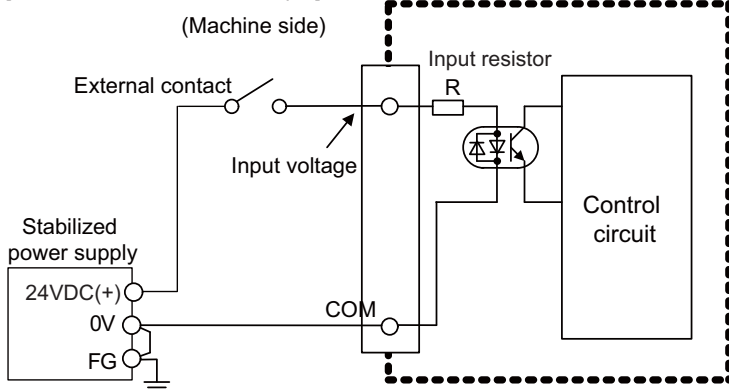 (Machine side)
Input resistor
External contact
R
Input voltage
Stabilized
power supply
Control
circuit
24VDC(+)
COM
0V
FG